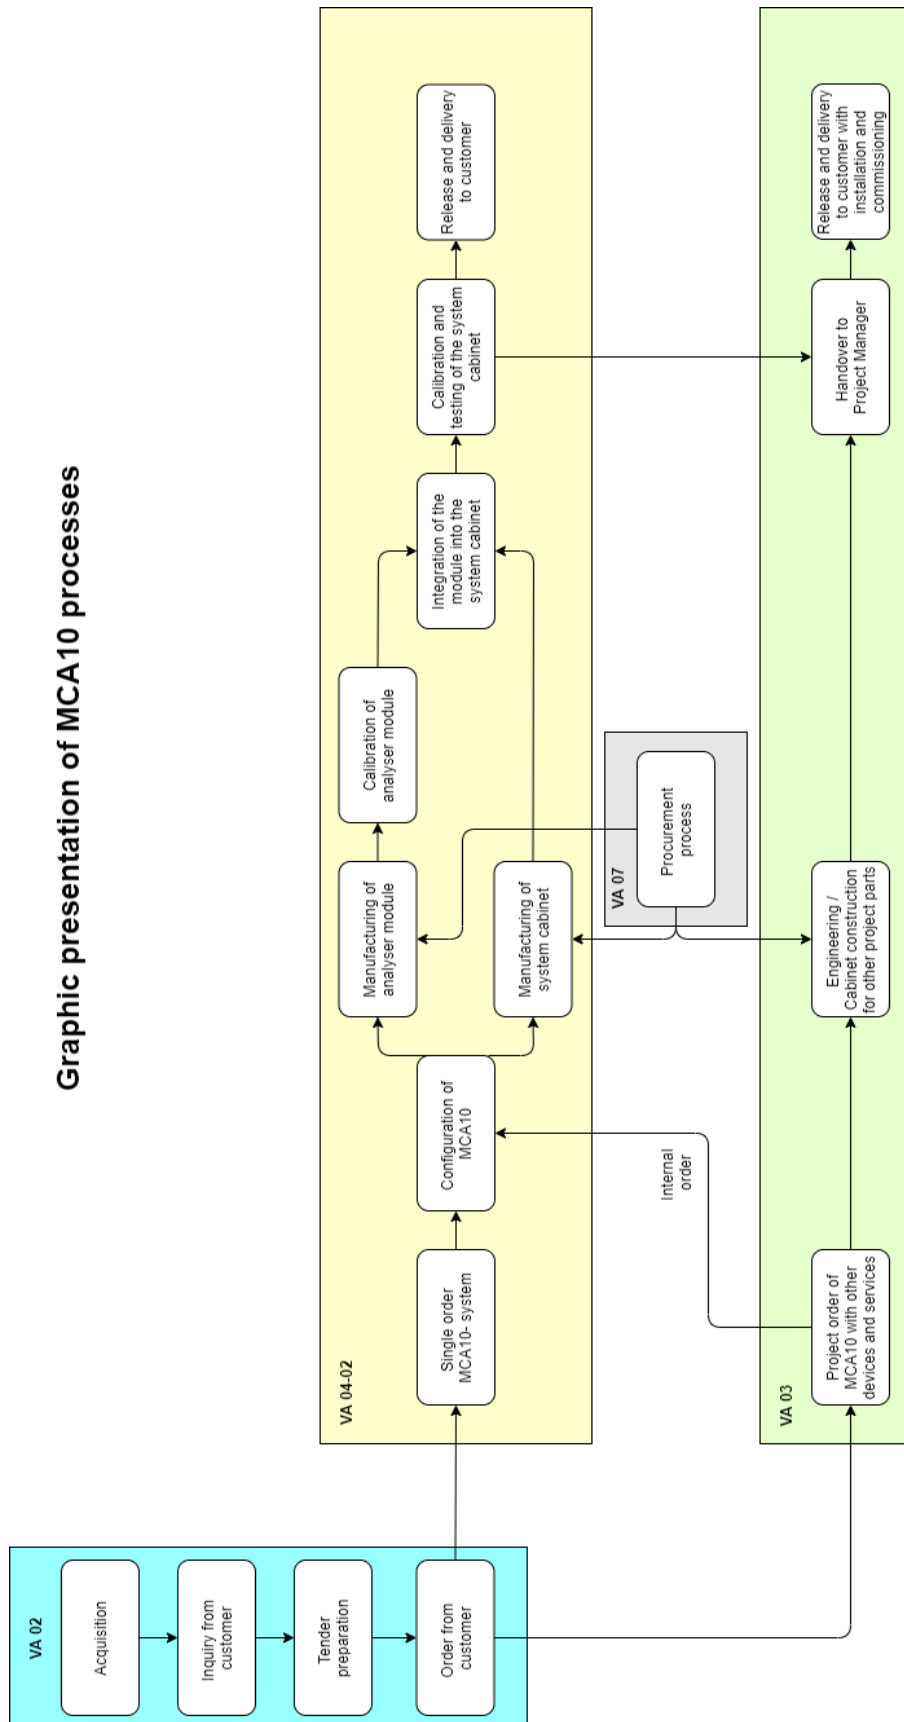 Graphic presentation of MCA10 processes
VA 02
Acquisition
Inquiry from
customer
Tender
preparation
Order from
customer
VA 04-02
Single order
MCA10- system
Configuration of
MCA10
Manufacturing of
analyser module
Calibration of
analyser module
Manufacturing of
system cabinet
Integration of the
module into the
system cabinet
Calibration and
testing of the system
cabinet
Release and delivery
to customer
Internal
order
VA 07
Procurement
process
VA 03
Project order of
MCA10 with other
devices and services
Engineering /
Cabinet construction
for other project parts
Handover to
Project Manager
Release and delivery
to customer with
installation and
commissioning